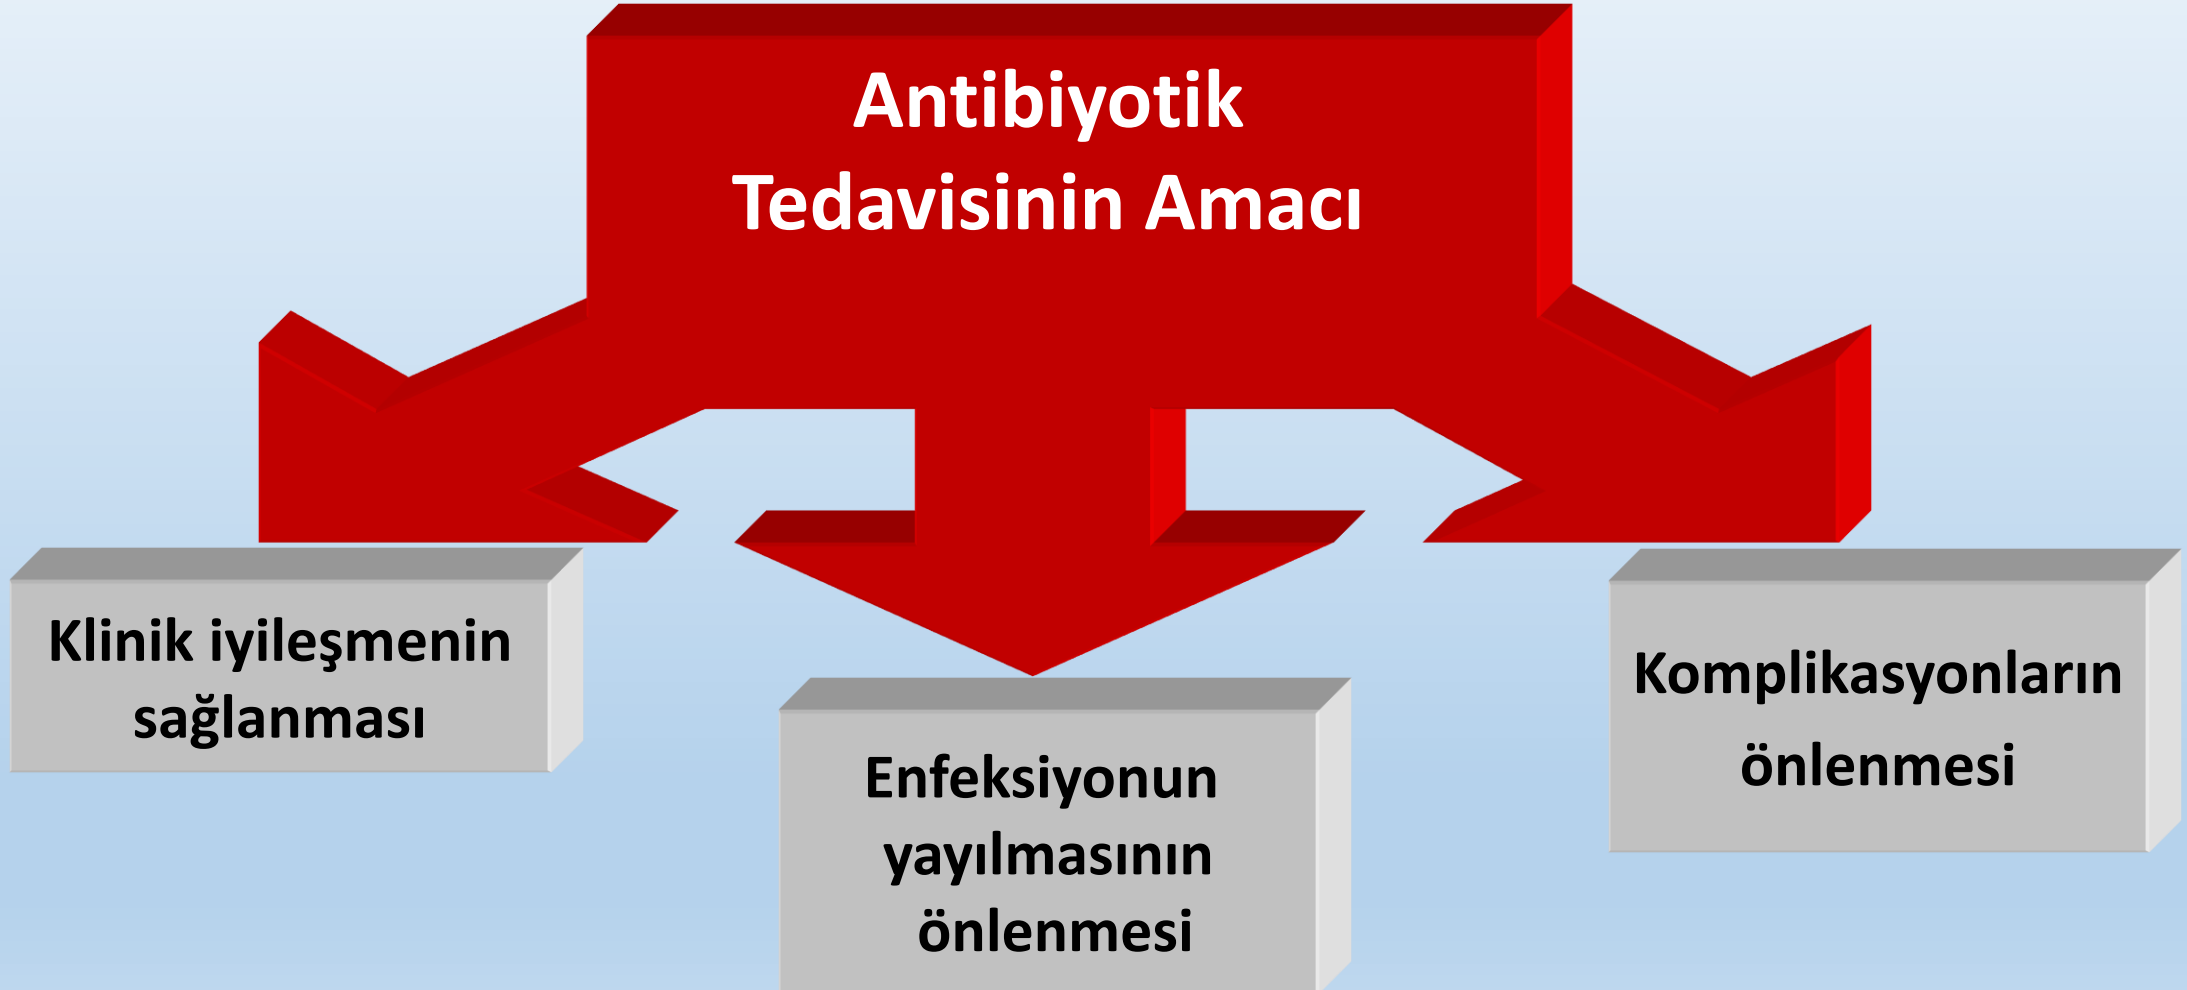 Antibiyotik
Tedavisinin Amacı
Klinik iyileşmenin
sağlanması
Enfeksiyonun
yayılmasının
önlenmesi
Komplikasyonların
önlenmesi